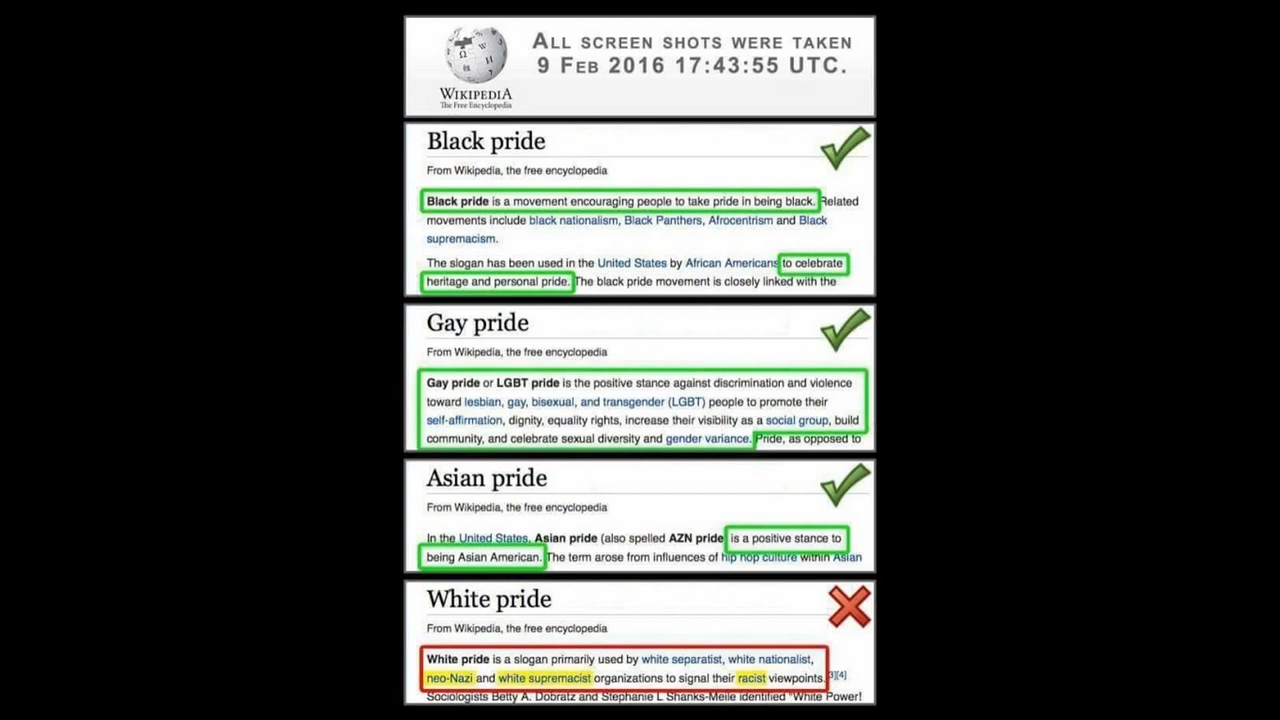 WIKIPEDIA
The Free Encyclopedia
ALL SCREEN SHOTS WERE TAKEN
9 FEB 2016 17:43:55 UTC.
Black pride
From Wikipedia, the free encyclopedia
Black pride is a movement encouraging people to take pride in being black. Related
movements include black nationalism, Black Panthers, Afrocentrism and Black
supremacism.
The slogan has been used in the United States by African Americans to celebrate
heritage and personal pride. The black pride movement is closely linked with the
Gay pride
From Wikipedia, the free encyclopedia
Gay pride or LGBT pride is the positive stance against discrimination and violence
toward lesbian, gay, bisexual, and transgender (LGBT) people to promote their
self-affirmation, dignity, equality rights, increase their visibility as a social group, build
community, and celebrate sexual diversity and gender variance. Pride, as opposed to
Asian pride
From Wikipedia, the free encyclopedia
In the United States, Asian pride (also spelled AZN pride is a positive stance to
being Asian American. The term arose from influences of hip hop culture within Asian
White pride
From Wikipedia, the free encyclopedia
White pride is a slogan primarily used by white separatist, white nationalist,
neo-Nazi and white supremacist organizations to signal their racist viewpoints.[3][4]
Sociologists Betty A. Dobratz and Stephanie L Shanks-Meile identified "White Power!